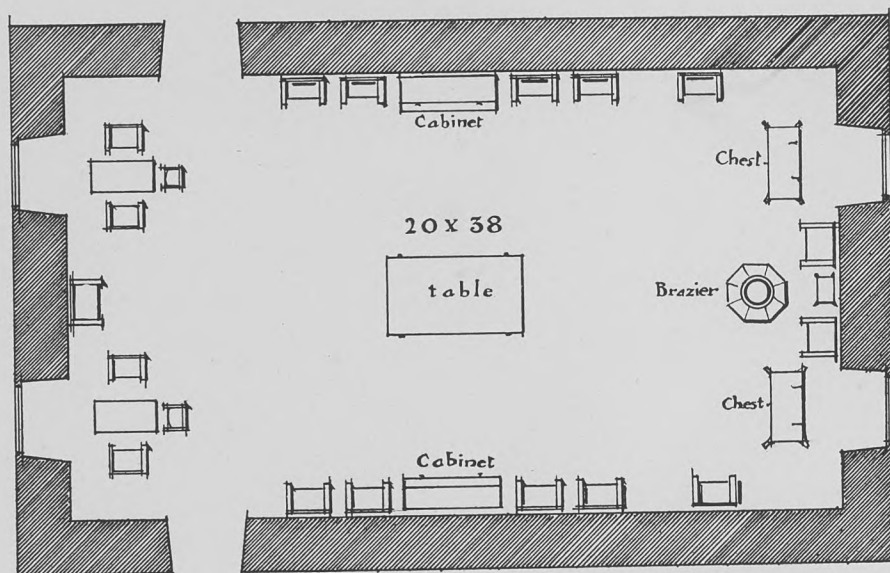 Cabinet
Chest
20 x 38
table
Brazier
Chest
Cabinet